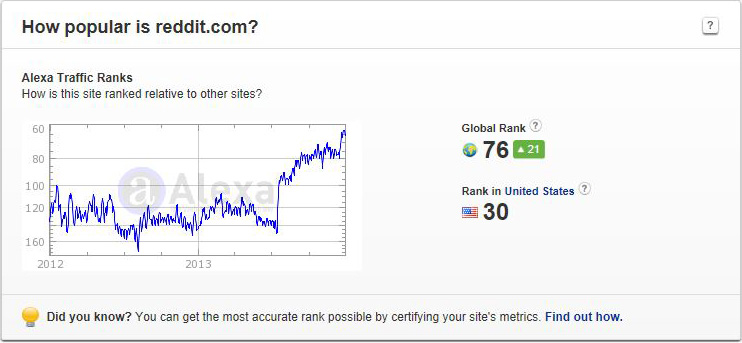 How popular is reddit.com?
?
Alexa Traffic Ranks
How is this site ranked relative to other sites?
60
80
100
120
160
2012
2013
Alexa
Global Rank ?
76 21
Rank in United States ?
30
Did you know? You can get the most accurate rank possible by certifying your site's metrics. Find out how.